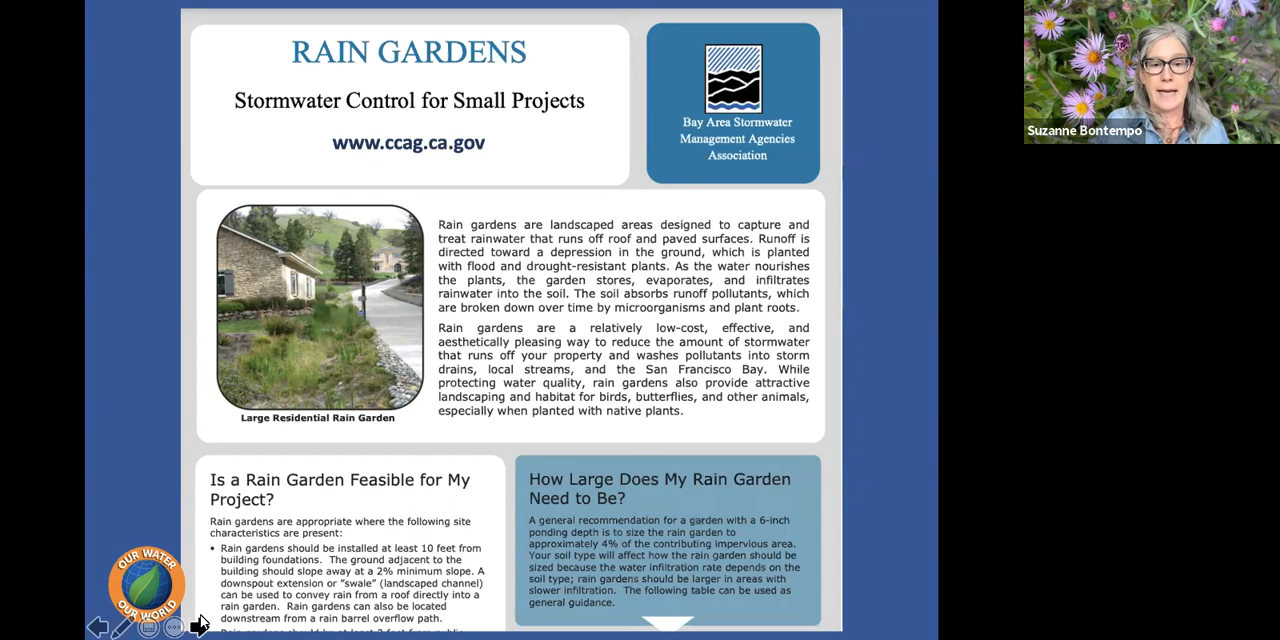 RAIN GARDENS
Stormwater Control for Small Projects
www.ccag.ca.gov
Bay Area Stormwater
Management Agencies
Association
Suzanne Bontempo
Rain gardens are landscaped areas designed to capture and
treat rainwater that runs off roof and paved surfaces. Runoff is
directed toward a depression in the ground, which is planted
with flood and drought-resistant plants. As the water nourishes
the plants, the garden stores, evaporates, and infiltrates
rainwater into the soil. The soil absorbs runoff pollutants, which
are broken down over time by microorganisms and plant roots.
Rain gardens are a relatively low-cost, effective, and
aesthetically pleasing way to reduce the amount of stormwater
that runs off your property and washes pollutants into storm
drains, local streams, and the San Francisco Bay. While
protecting water quality, rain gardens also provide attractive
landscaping and habitat for birds, butterflies, and other animals,
especially when planted with native plants.
Large Residential Rain Garden
Is a Rain Garden Feasible for My
Project?
Rain gardens are appropriate where the following site
characteristics are present:
• Rain gardens should be installed at least 10 feet from
building foundations. The ground adjacent to the
building should slope away at a 2% minimum slope. A
downspout extension or "swale" (landscaped channel)
can be used to convey rain from a roof directly into a
rain garden. Rain gardens can also be located
downstream from a rain barrel overflow path.
How Large Does My Rain Garden
Need to Be?
A general recommendation for a garden with a 6-inch
ponding depth is to size the rain garden to
approximately 4% of the contributing impervious area.
Your soil type will affect how the rain garden should be
sized because the water infiltration rate depends on the
soil type; rain gardens should be larger in areas with
slower infiltration. The following table can be used as
general guidance.
OUR WATER
OUR WORLD